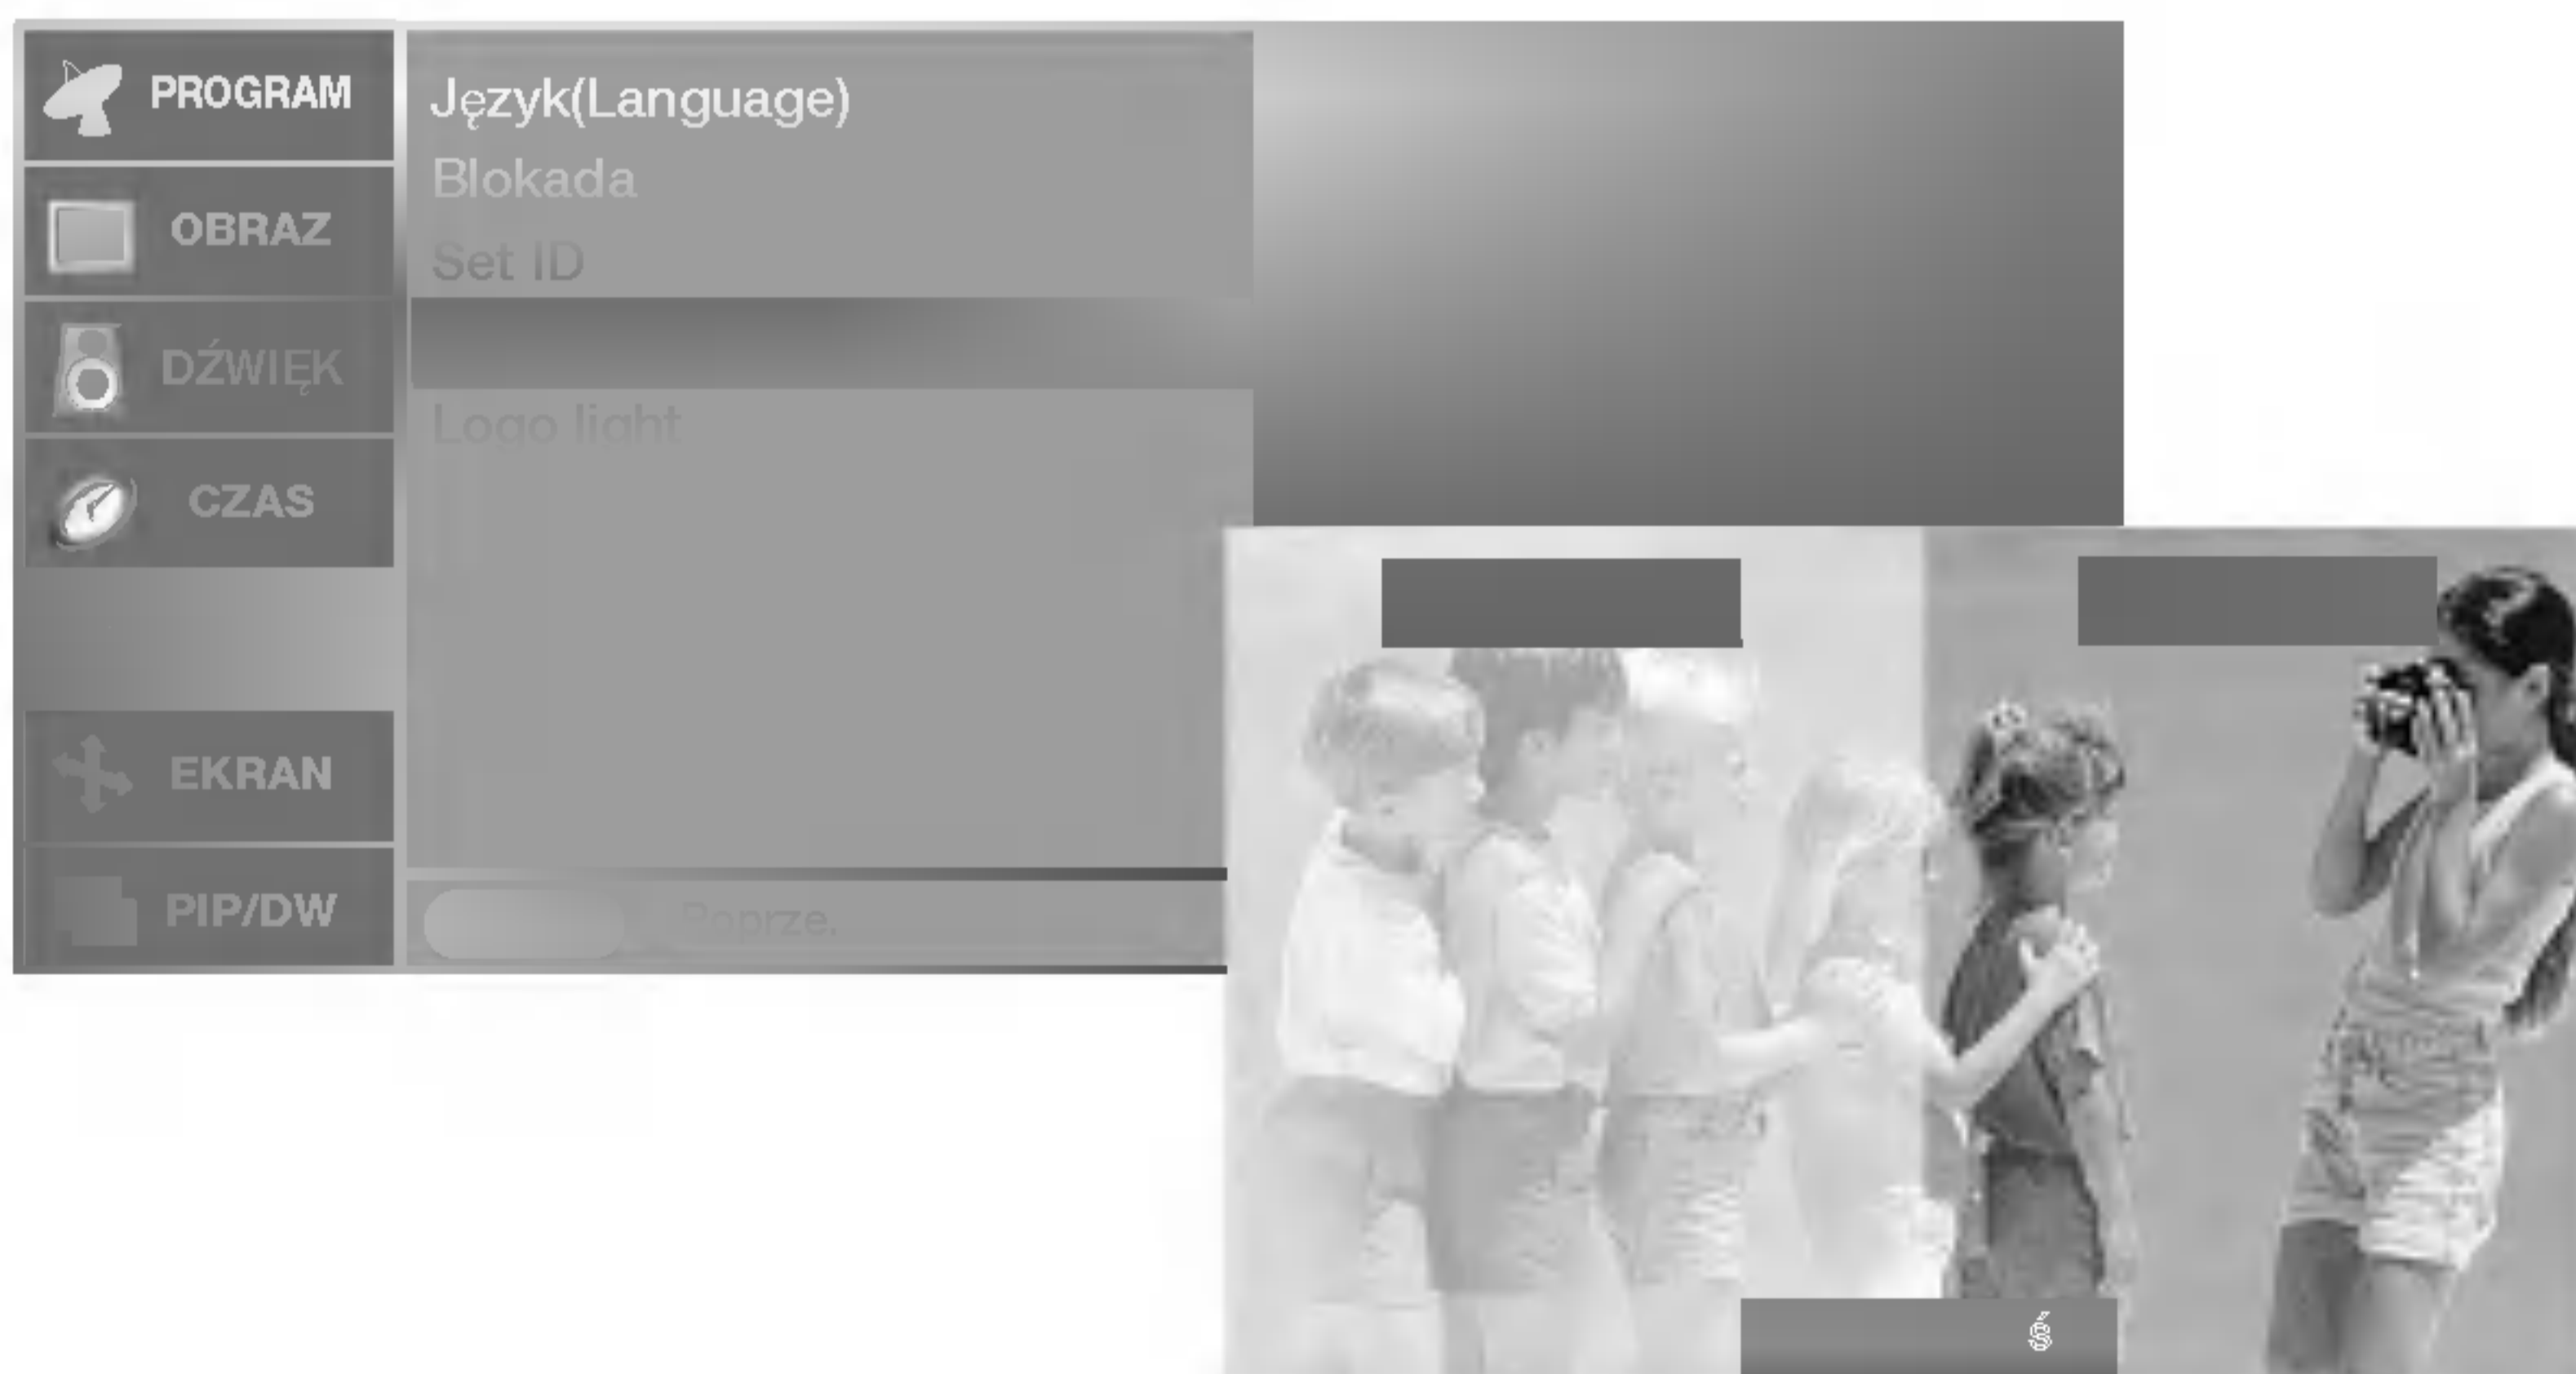 PROGRAM
OBRAZ
DŹWIĘK
CZAS
EKRAN
PIP/DW
Język(Language)
Blokada
Set ID
Logo light
Poprze.
ś